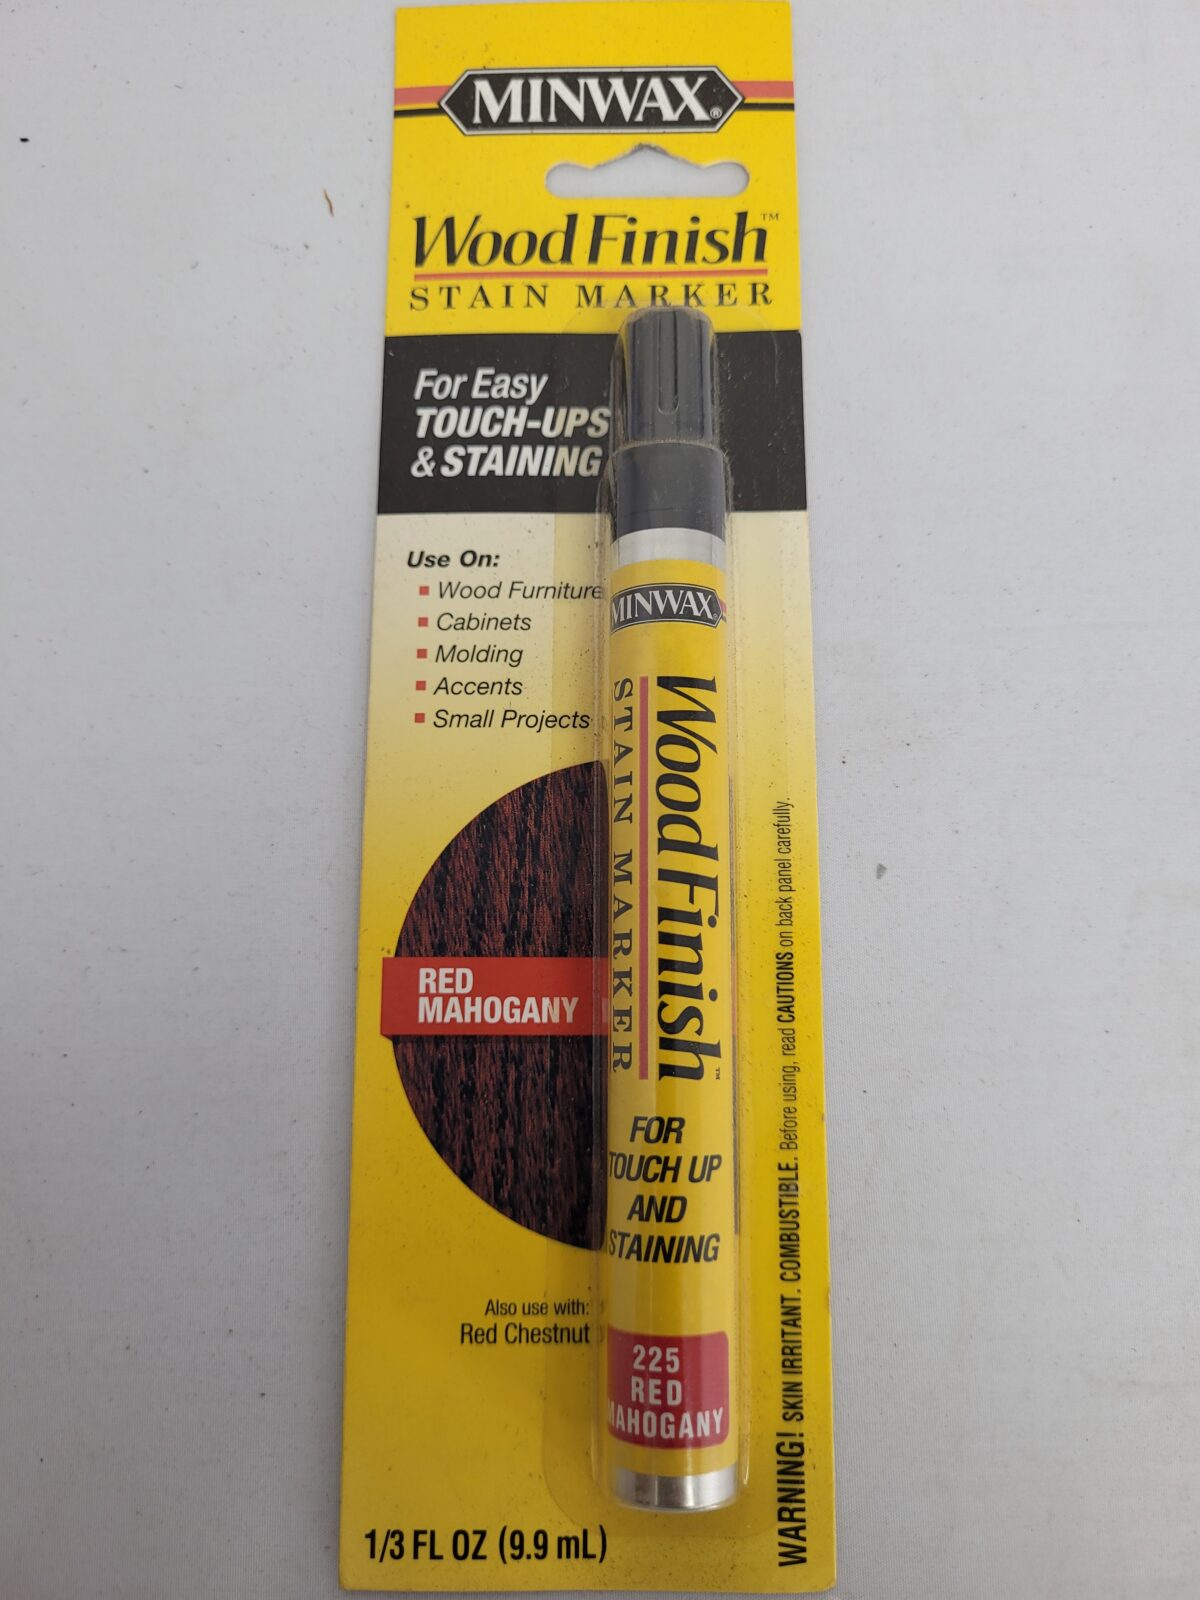 MINWAX®
Wood Finish™
STAIN MARKER
For Easy
TOUCH-UPS
& STAINING
Use On:
Wood Furniture
Cabinets
Molding
Accents
Small Projects
RED
MAHOGANY
Also use with:
Red Chestnut
1/3 FL OZ (9.9 mL)
MINWAX®
Wood Finish™
STAIN MARKER
FOR
TOUCH UP
AND
STAINING
225
RED
MAHOGANY
WARNING! SKIN IRRITANT. COMBUSTIBLE. Before using, read CAUTIONS on back panel carefully.